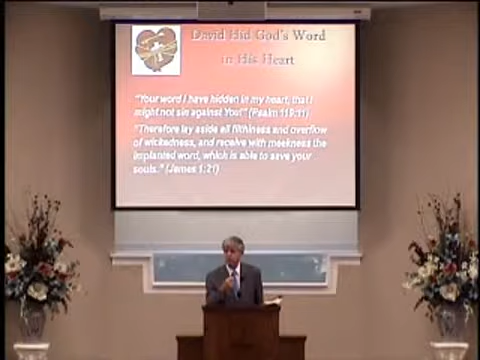 David Hid God's Word
in His Heart
"Your word I have hidden in my heart, that I
might not sin against You!" (Psalm 119:11)
"Therefore lay aside all filthiness and overflow
of wickedness, and receive with meekness the
implanted word, which is able to save your
souls." (James 1:21)